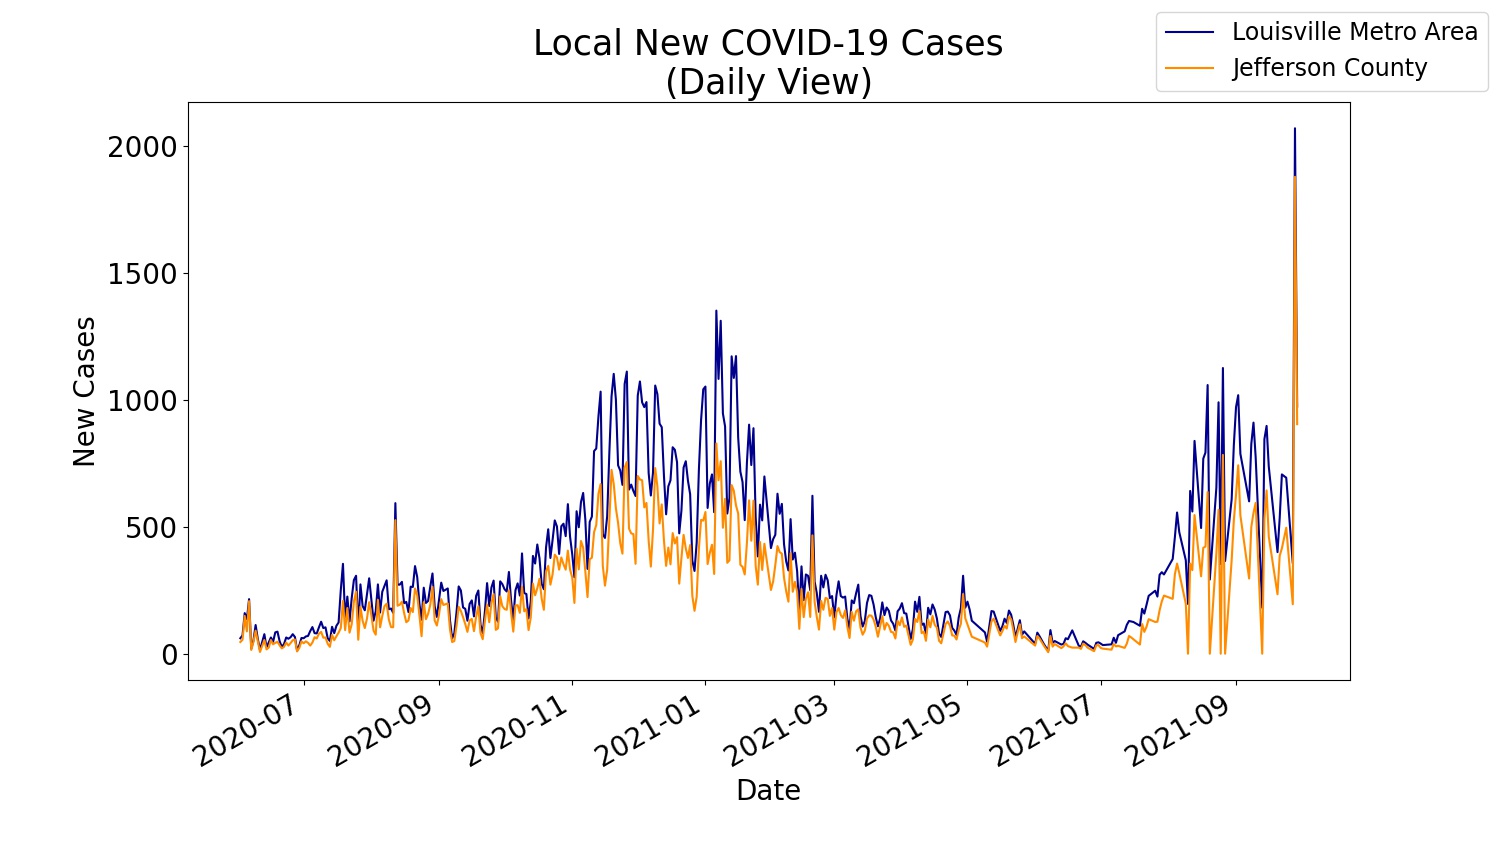 Local New COVID-19 Cases
(Daily View)
Louisville Metro Area
Jefferson County
2000
1500
1000
500
0
New Cases
2020-07
2020-09
2020-11
2021-01
2021-03
2021-05
2021-07
2021-09
Date